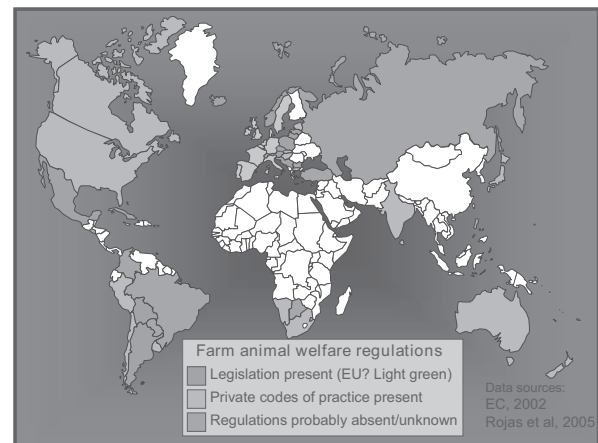 Farm animal welfare regulations
Legislation present (EU? Light green)
Private codes of practice present
Regulations probably absent/unknown
Data sources:
EC, 2002
Rojas et al, 2005